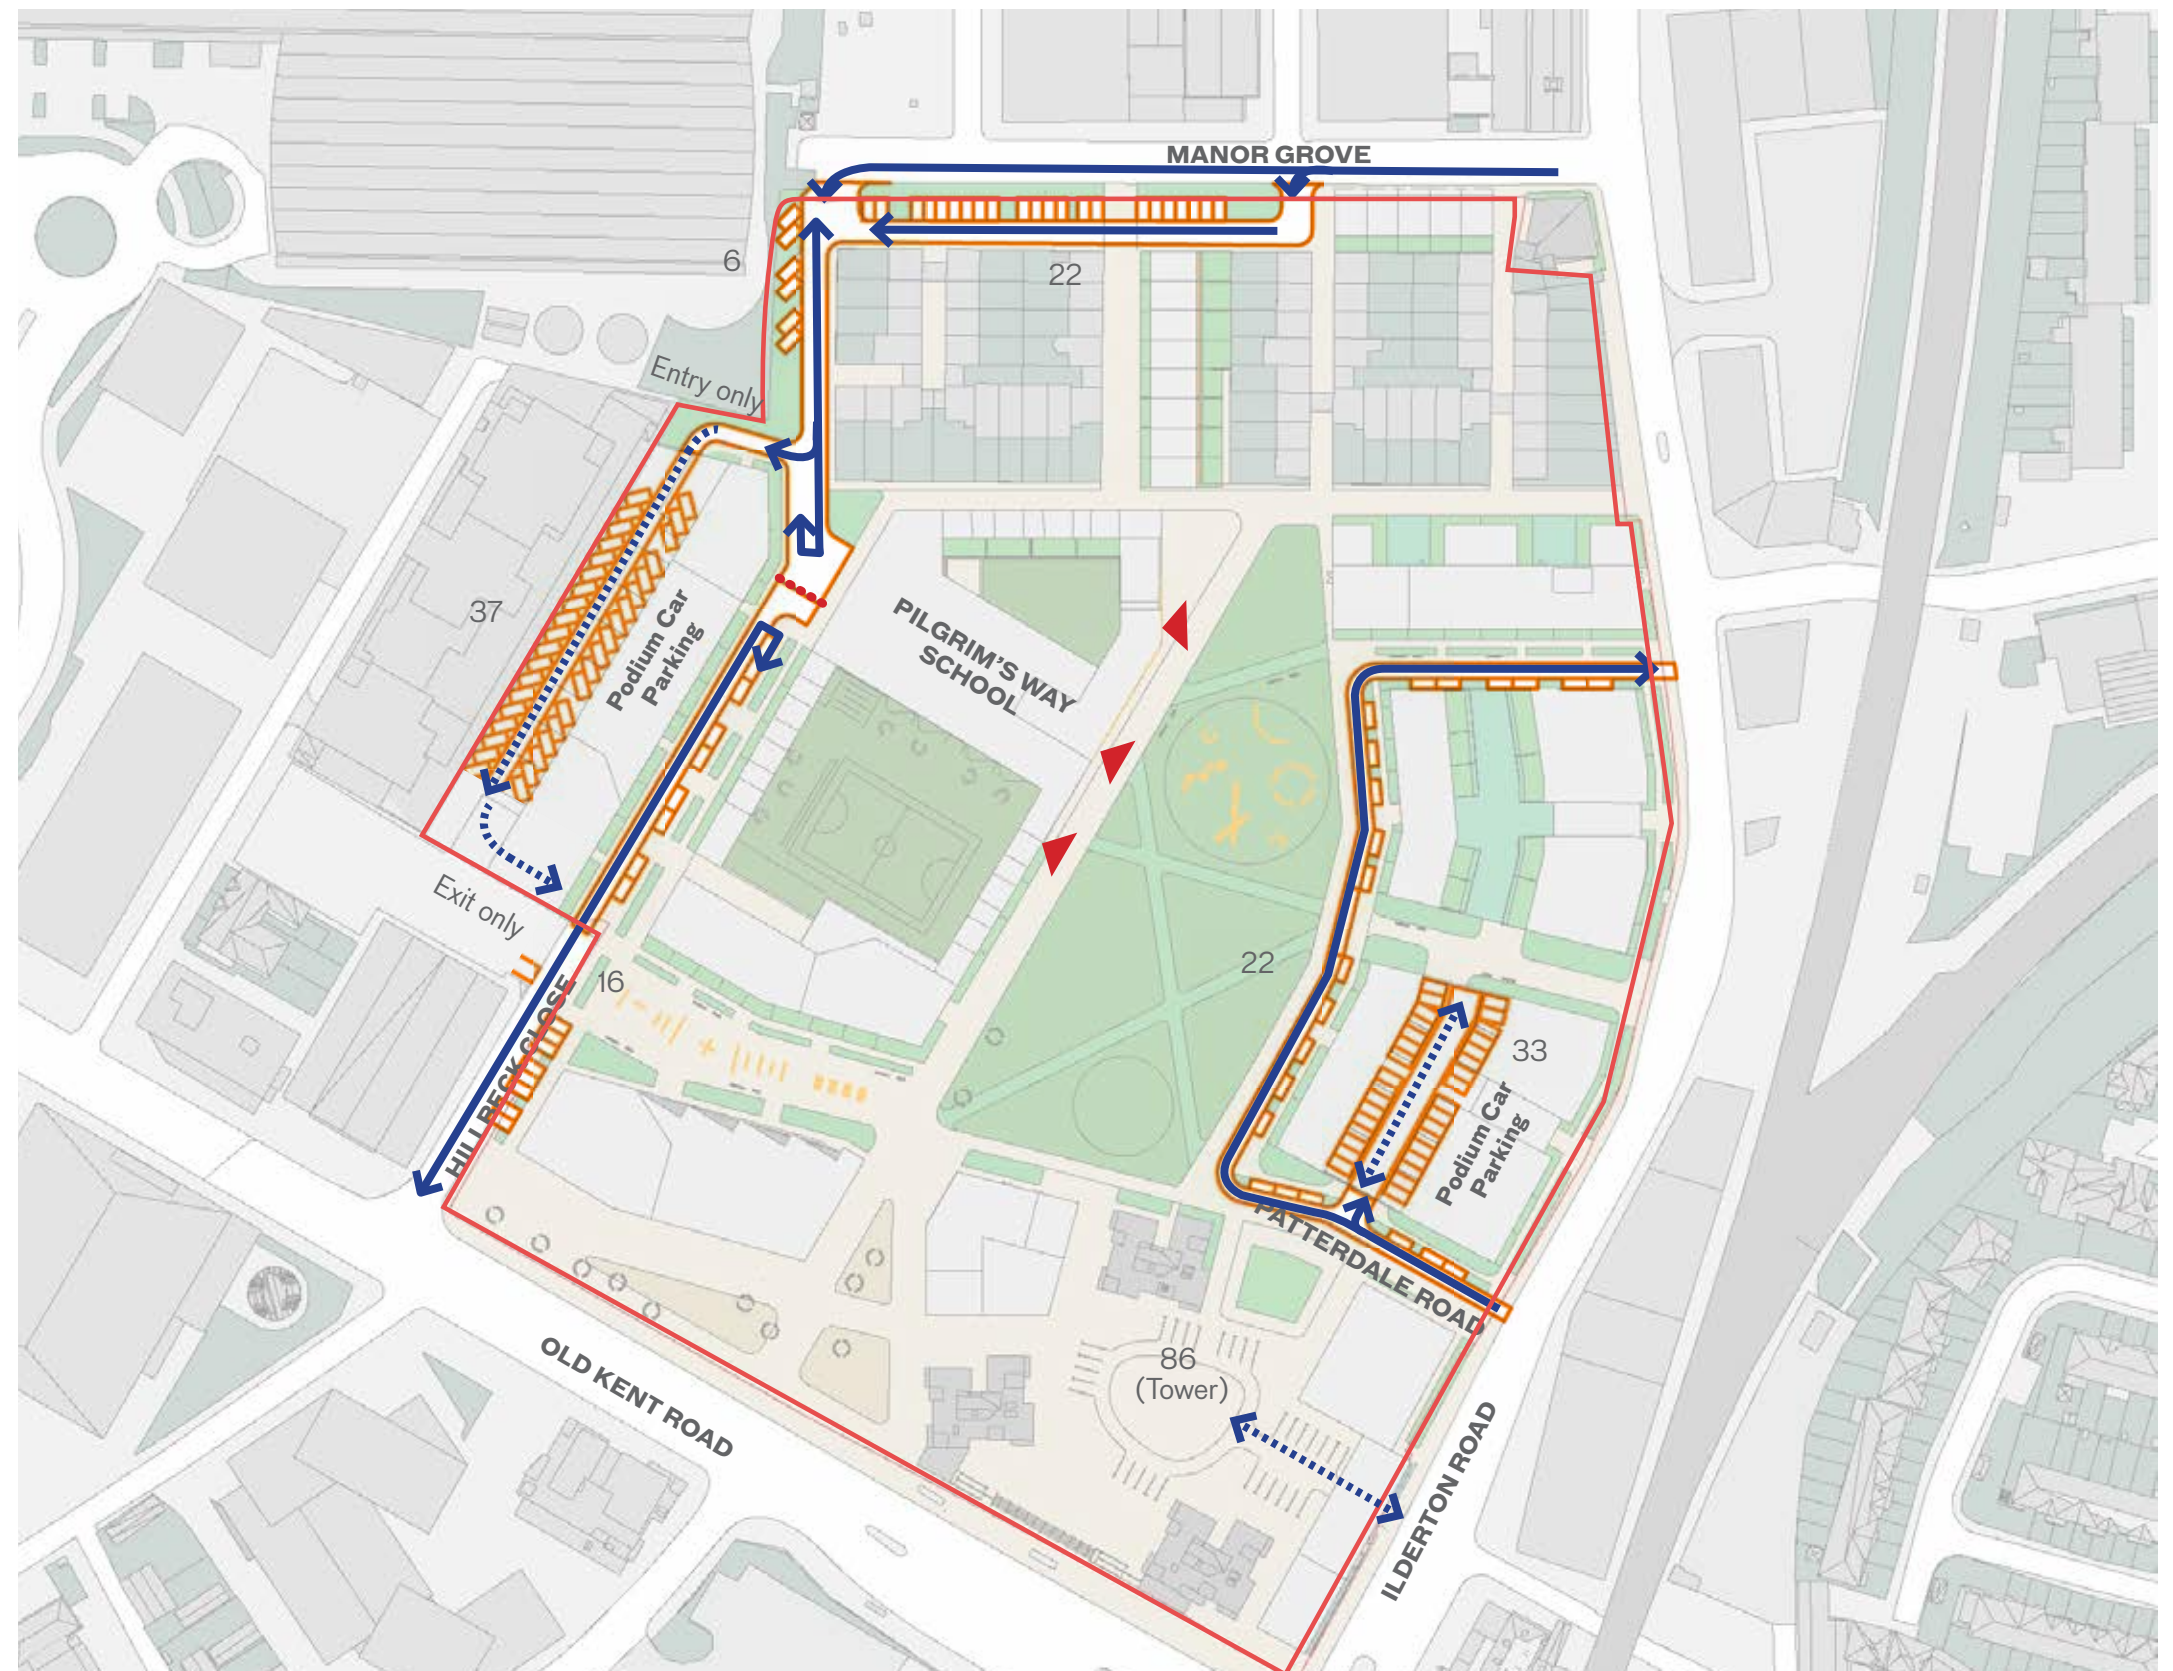 MANOR GROVE
6
22
Entry only
37
Podium Car
Parking
PILGRIM'S WAY
SCHOOL
Exit only
16
22
33
Podium Car
Parking
HILLBECK CLOSE
PATTERDALE ROAD
86
(Tower)
OLD KENT ROAD
ILDERTON ROAD